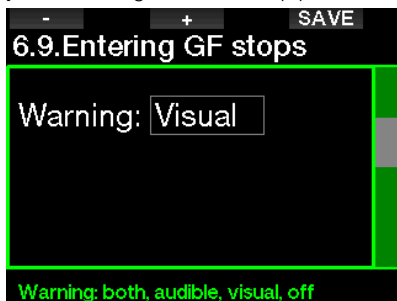 - + SAVE
6.9.Entering GF stops
Warning: Visual
Warning: both, audible, visual, off